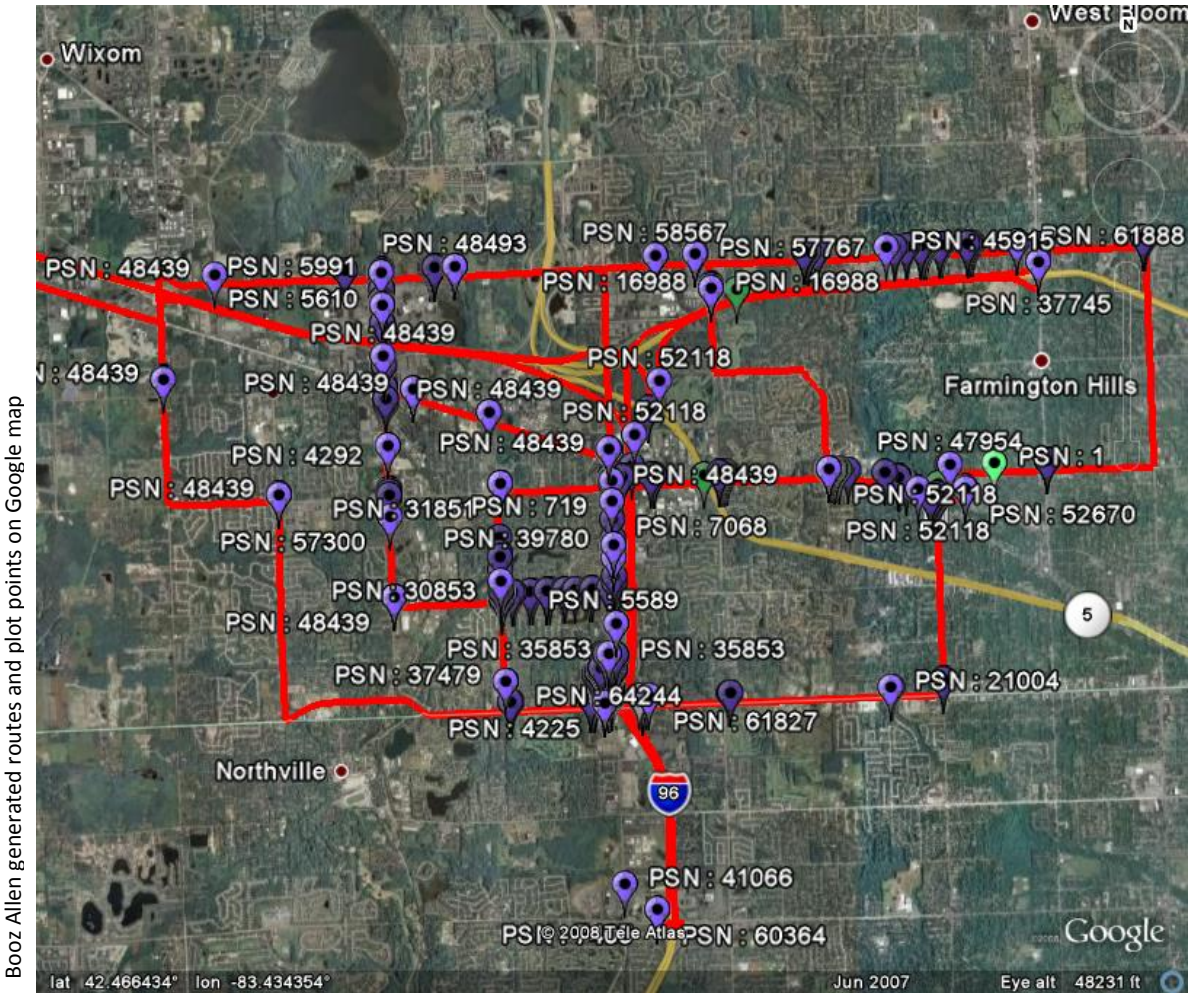 Booz Allen generated routes and plot points on Google map
West Bloom
N
Wixom
PSN : 48493
PSN : 58567
PSN : 57767
PSN : 45915
PSN : 61888
PSN : 48439
PSN : 5991
PSN : 5610
PSN : 16988
PSN : 16988
PSN : 37745
PSN : 48439
PSN : 52118
N : 48439
PSN : 48439
PSN : 48439
Farmington Hills
PSN : 52118
PSN : 48439
PSN : 47954
PSN : 1
PSN : 4292
PSN : 48439
PSN : 48439
PSN : 52118
PSN : 31851
PSN : 719
PSN : 7068
PSN : 52118
PSN : 52670
PSN : 57300
PSN : 39780
PSN : 30853
PSN : 5589
5
PSN : 48439
PSN : 35853
PSN : 35853
PSN : 37479
PSN : 64244
PSN : 21004
PSN : 4225
PSN : 61827
Northville
96
PSN : 41066
© 2008 Tele Atlas
PSN : 60364
Google
lat 42.466434° lon -83.434354°
Jun 2007
Eye alt 48231 ft